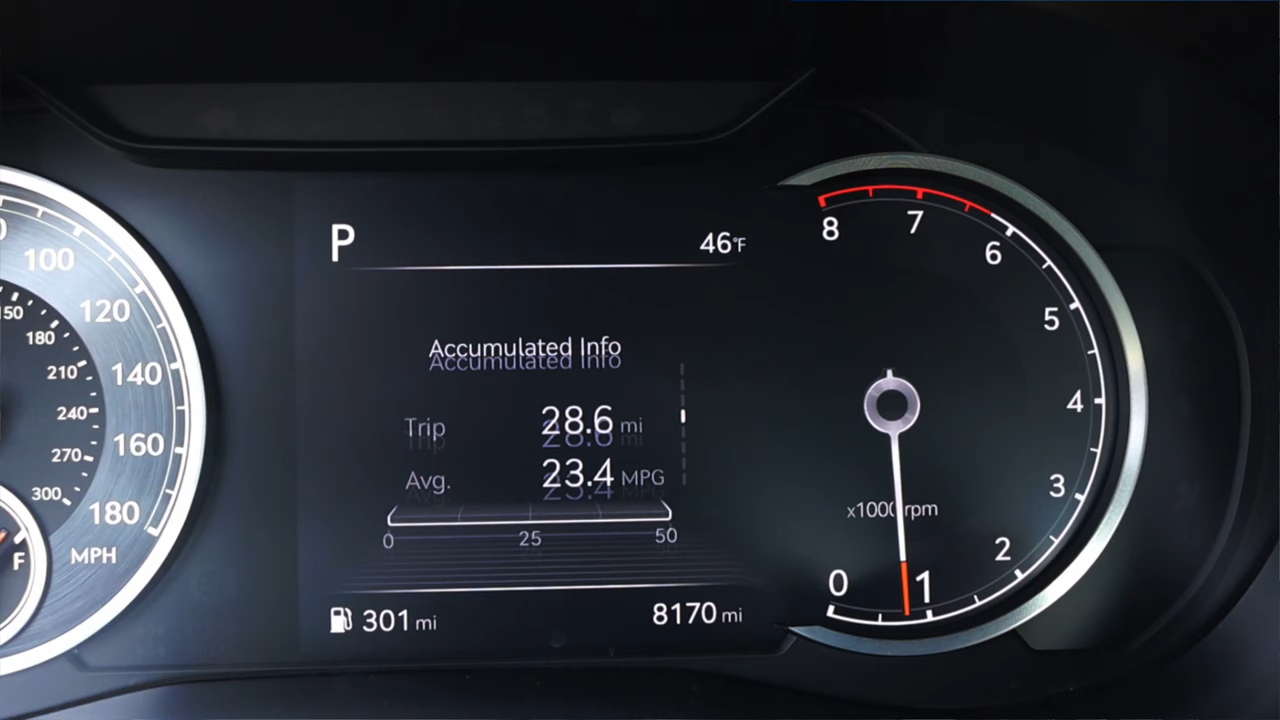 P
46°F
Accumulated Info
Trip 28.6 mi
Avg. 23.4 MPG
0 25 50
301 mi
8170 mi
100
120
140
160
180
MPH
150
180
210
240
270
300
F
8
7
6
5
4
3
2
1
0
x1000 rpm